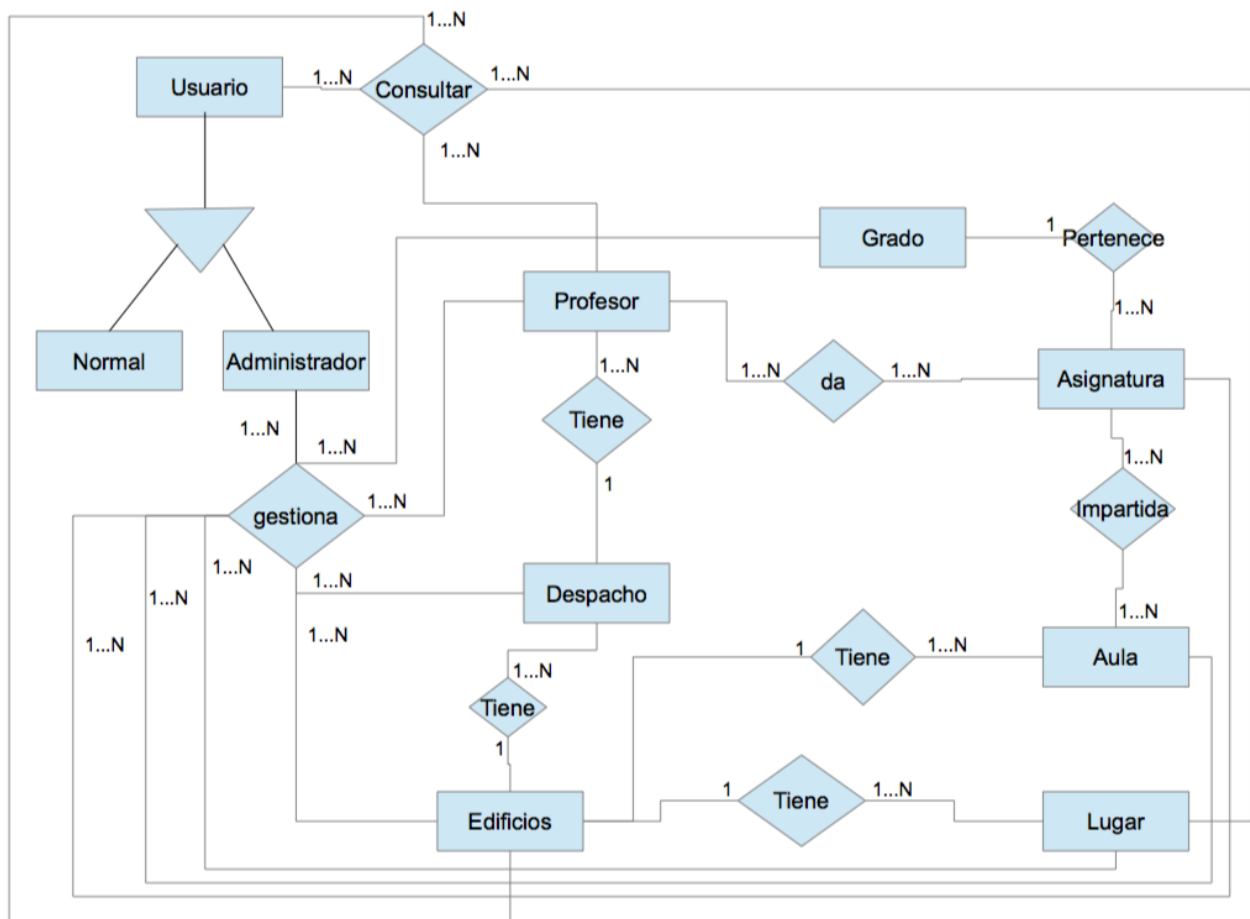 1...N
Usuario
1...N
Consultar
1...N
1...N
Grado
1
Pertenece
Profesor
1...N
Normal
Administrador
1...N
1...N
da
1...N
Asignatura
1...N
1...N
Tiene
1...N
1...N
gestiona
1
Impartida
1...N
1...N
Despacho
1...N
1...N
1...N
1...N
1
Tiene
1...N
Aula
1...N
Tiene
1
1
Tiene
1...N
Edificios
Lugar